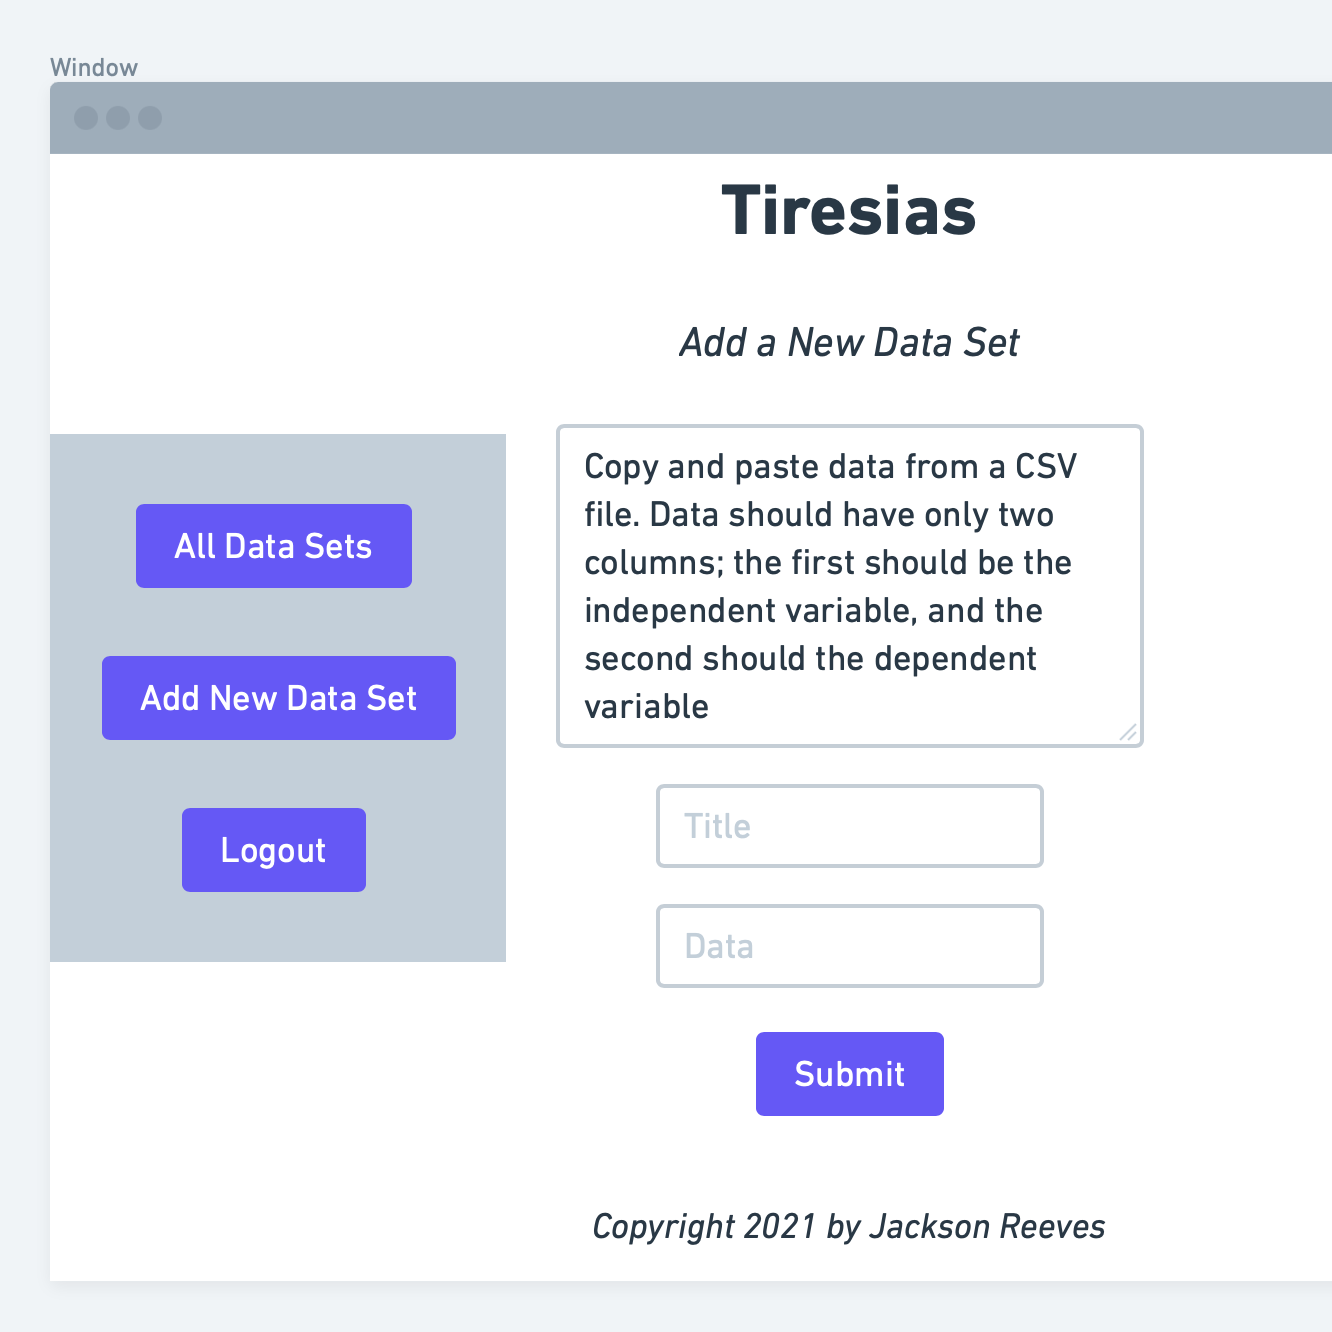 Window
Tiresias
Add a New Data Set
All Data Sets
Add New Data Set
Logout
Copy and paste data from a CSV
file. Data should have only two
columns; the first should be the
independent variable, and the
second should the dependent
variable
Title
Data
Submit
Copyright 2021 by Jackson Reeves